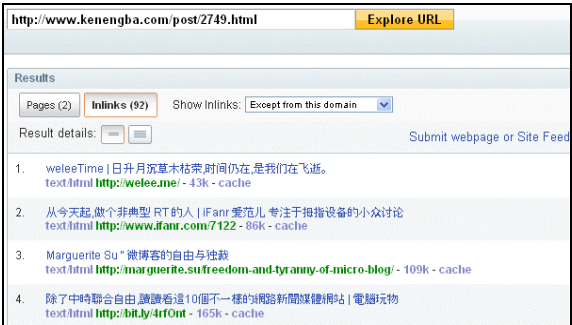 http://www.kenengba.com/post/2749.html Explore URL
Results
Pages (2) Inlinks (92) Show Inlinks: Except from this domain
Result details: Submit webpage or Site Feed
1. weleeTime | 日升月沉草木枯荣,时间仍在,是我们在飞逝。
text/html http://welee.me/ - 43k - cache
2. 从今天起,做个非典型 RT 的人 | iFanr 爱范儿 专注于拇指设备的小众讨论
text/html http://www.ifanr.com/7122 - 86k - cache
3. Marguerite Su " 微博客的自由与独裁
text/html http://marguerite.su/freedom-and-tyranny-of-micro-blog/ - 109k - cache
4. 除了中時聯合自由,讀讀看這10個不一樣的網路新聞媒體網站 | 電腦玩物
text/html http://bit.ly/4rfOnt - 165k - cache